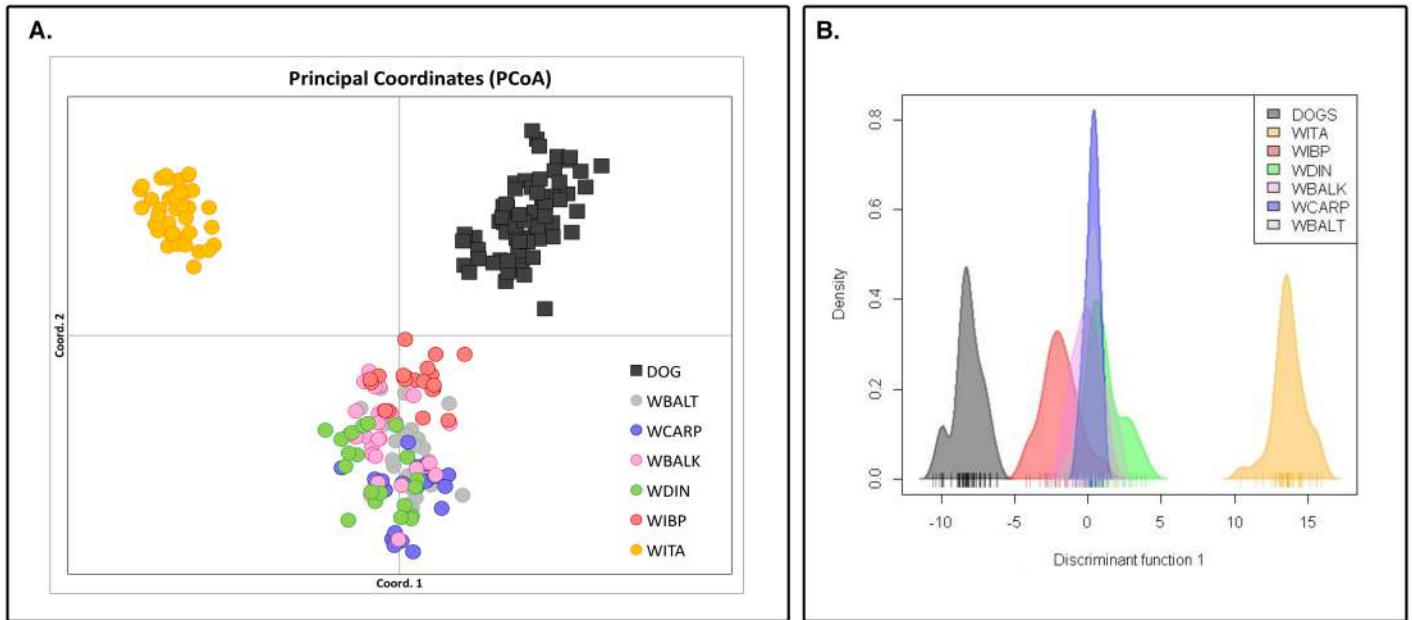 A.
Principal Coordinates (PCoA)
Coord. 2
Coord. 1
DOG
WBALT
WCARP
WBALK
WDIN
WIBP
WITA
B.
Density
0.0
0.2
0.4
0.6
0.8
-10
-5
0
5
10
15
Discriminant function 1
DOGS
WITA
WIBP
WDIN
WBALK
WCARP
WBALT